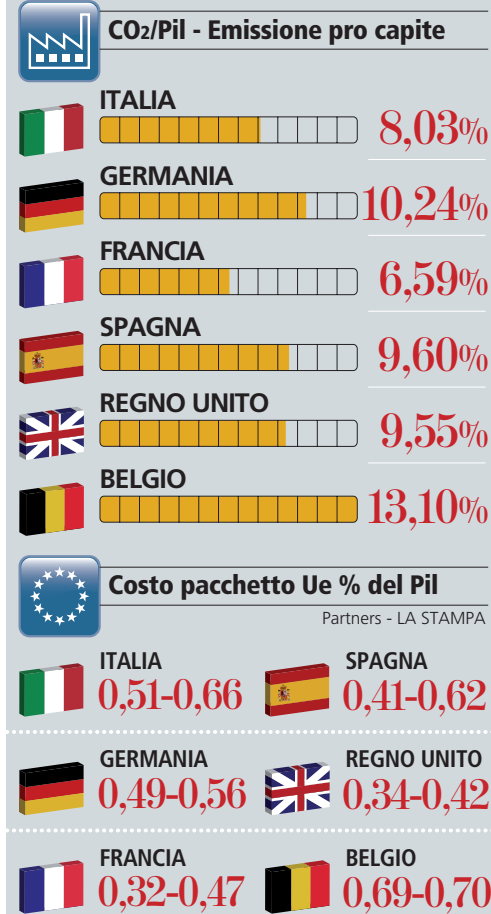 CO2/Pil - Emissione pro capite
ITALIA
8,03%
GERMANIA
10,24%
FRANCIA
6,59%
SPAGNA
9,60%
REGNO UNITO
9,55%
BELGIO
13,10%
Costo pacchetto Ue % del Pil
Partners - LA STAMPA
ITALIA
0,51-0,66
SPAGNA
0,41-0,62
GERMANIA
0,49-0,56
REGNO UNITO
0,34-0,42
FRANCIA
0,32-0,47
BELGIO
0,69-0,70